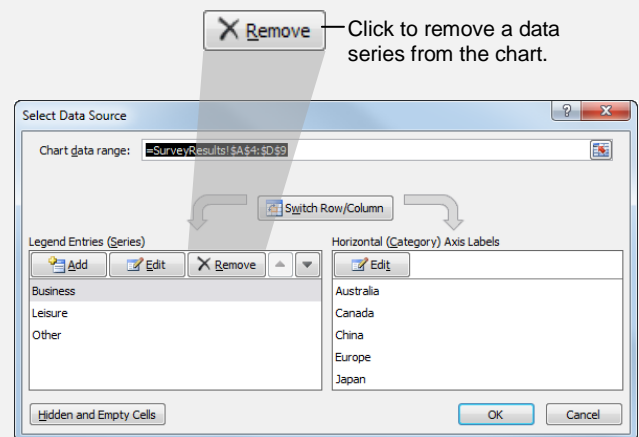 Remove
Click to remove a data
series from the chart.
Select Data Source
Chart data range: =SurveyResults!$A$4:$D$9
Switch Row/Column
Legend Entries (Series)
Add Edit Remove
Business
Leisure
Other
Horizontal (Category) Axis Labels
Edit
Australia
Canada
China
Europe
Japan
Hidden and Empty Cells
OK Cancel